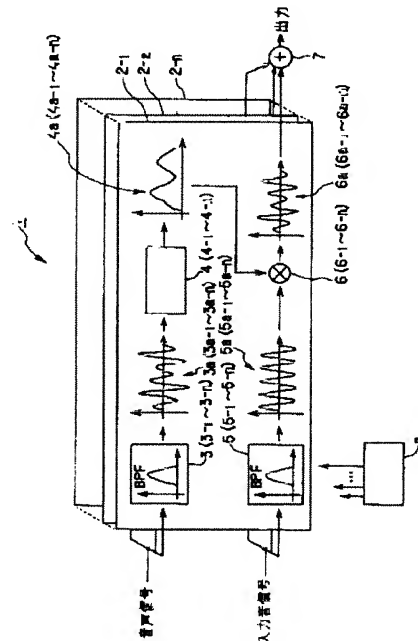 1
2-1
2-2
2-n
4a (4a-1~4a-n)
音声信号
BPF
3 (3-1~3-n)
3a (3a-1~3a-n)
4 (4-1~4-n)
入力音信号
BPF
5 (5-1~5-n)
5a (5a-1~5a-n)
6 (6-1~6-n)
6a (6a-1~6a-n)
7
出力